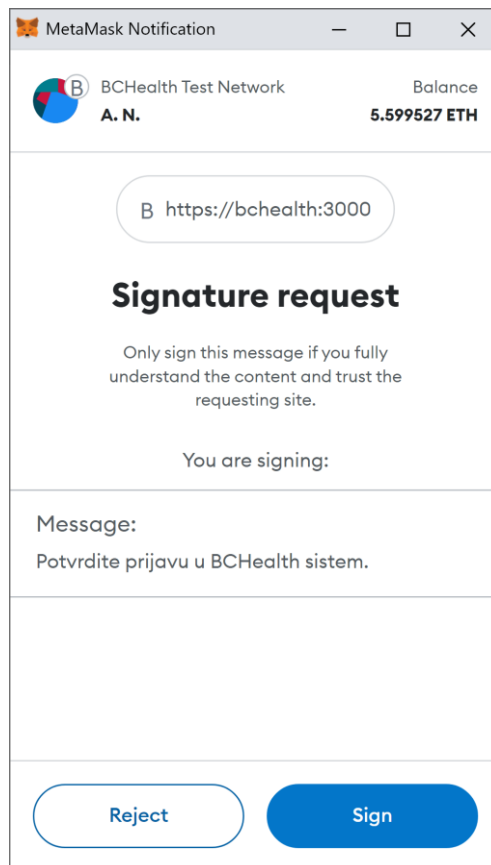 MetaMask Notification
B
BCHealth Test Network
Balance
A. N.
5.599527 ETH
B https://bchealth:3000
Signature request
Only sign this message if you fully
understand the content and trust the
requesting site.
You are signing:
Message:
Potvrdite prijavu u BCHealth sistem.
Reject
Sign